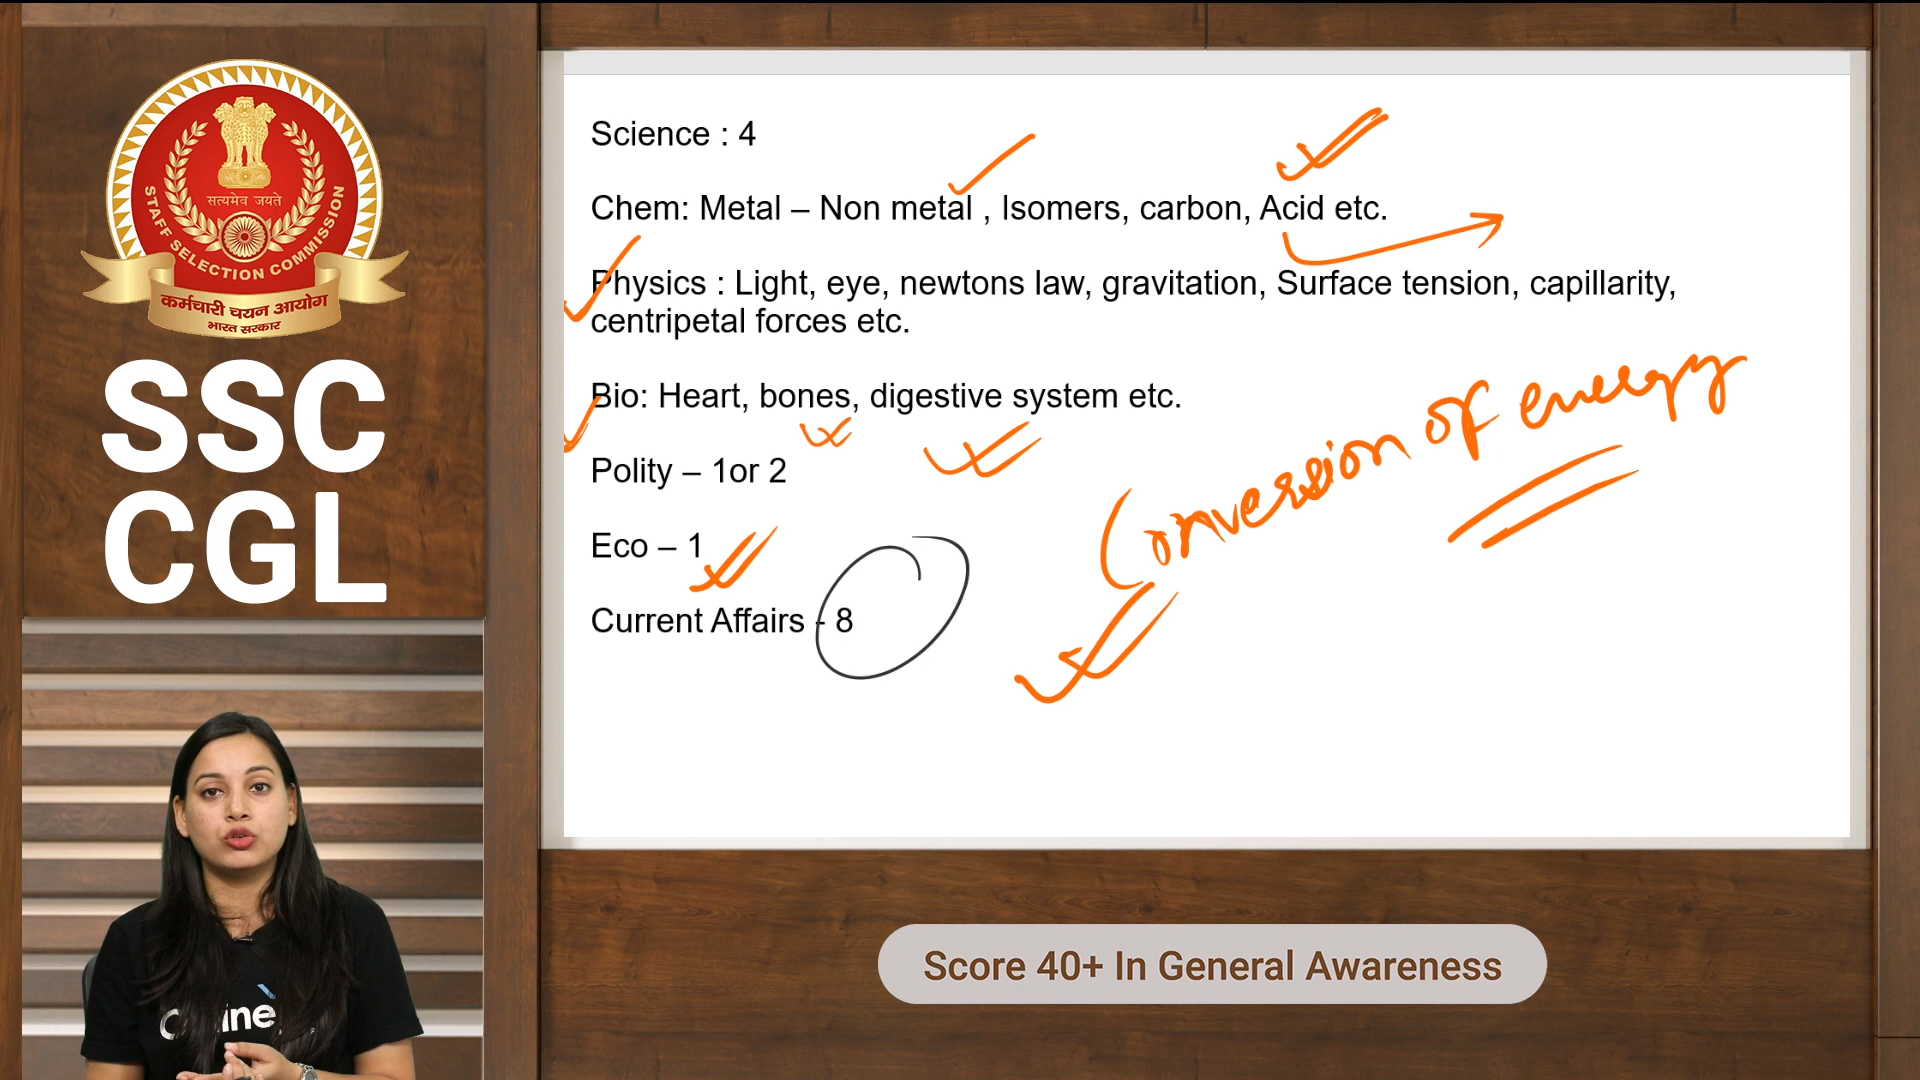 STAFF SELECTION COMMISSION
सत्यमेव जयते
कर्मचारी चयन आयोग
भारत सरकार
SSC
CGL
Science : 4
Chem: Metal – Non metal , Isomers, carbon, Acid etc.
Physics : Light, eye, newtons law, gravitation, Surface tension, capillarity,
centripetal forces etc.
Bio: Heart, bones, digestive system etc.
Polity – 1or 2
Eco – 1
Current Affairs - 8
Conversion of energy
Score 40+ In General Awareness